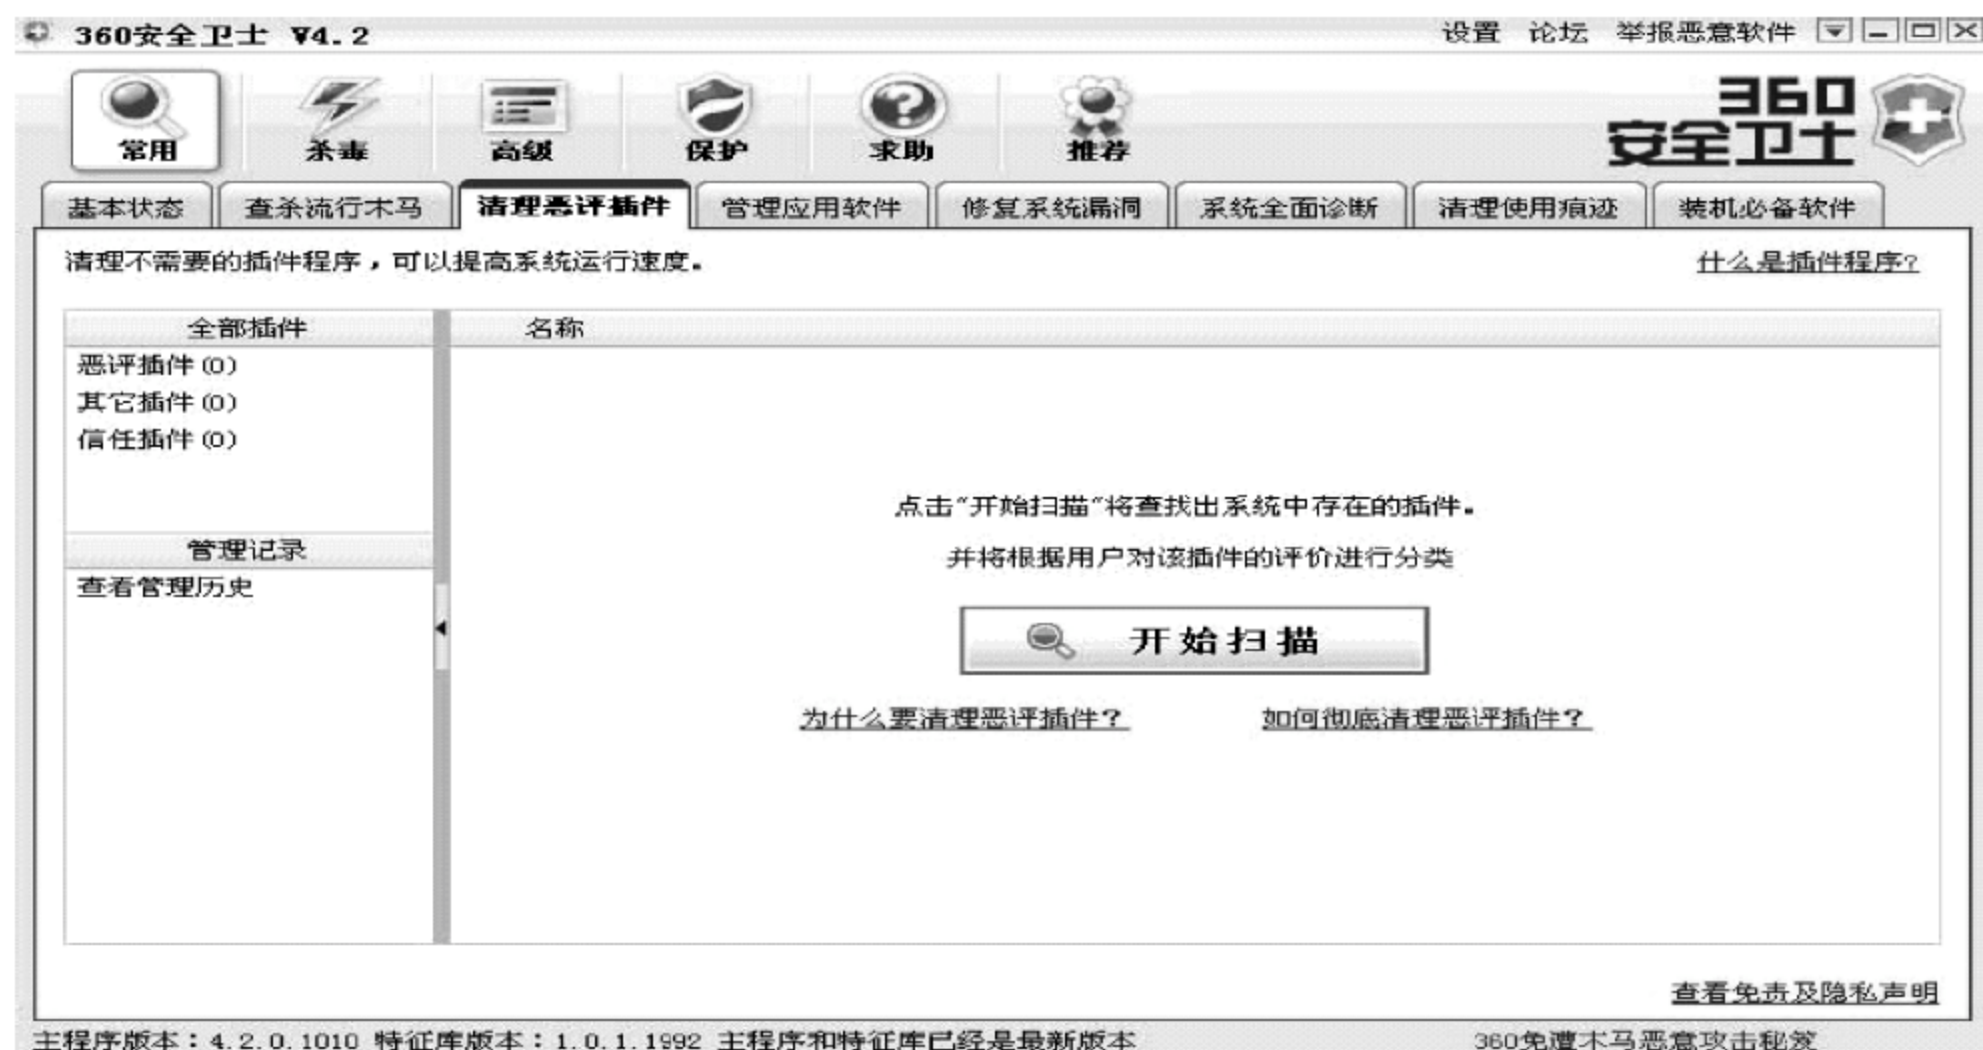 360安全卫士 V4.2
设置 论坛 举报恶意软件
常用 杀毒 高级 保护 求助 推荐
360
安全卫士
基本状态 查杀流行木马 清理恶评插件 管理应用软件 修复系统漏洞 系统全面诊断 清理使用痕迹 装机必备软件
清理不需要的插件程序，可以提高系统运行速度。
什么是插件程序?
全部插件 名称
恶评插件(0)
其它插件(0)
信任插件(0)
点击"开始扫描"将查找出系统中存在的插件。
管理记录
并将根据用户对该插件的评价进行分类
查看管理历史
开始扫描
为什么要清理恶评插件？ 如何彻底清理恶评插件？
查看免责及隐私声明
主程序版本：4.2.0.1010 特征库版本：1.0.1.1992 主程序和特征库已经是最新版本
360免遭木马恶意攻击秘笈